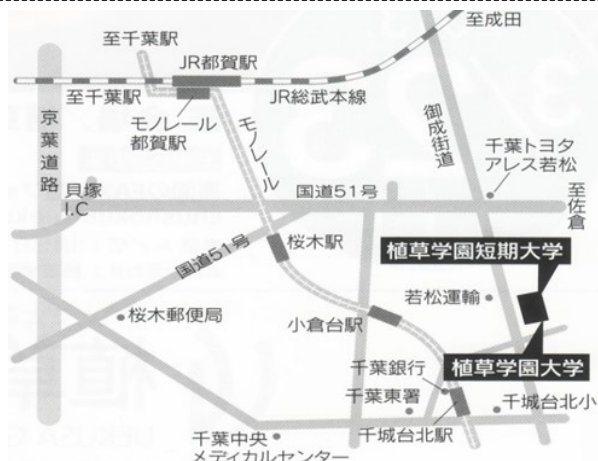 至成田
至千葉駅
JR都賀駅
至千葉駅
JR総武本線
京葉道路
モノレール
都賀駅
モノレール
御成街道
千葉トヨタ
アレス若松
貝塚
I.C
国道51号
至佐倉
国道51号
桜木駅
植草学園短期大学
若松運輸
桜木郵便局
小倉台駅
植草学園大学
千葉銀行
千葉東署
千城台北小
千葉中央
メディカルセンター
千城台北駅